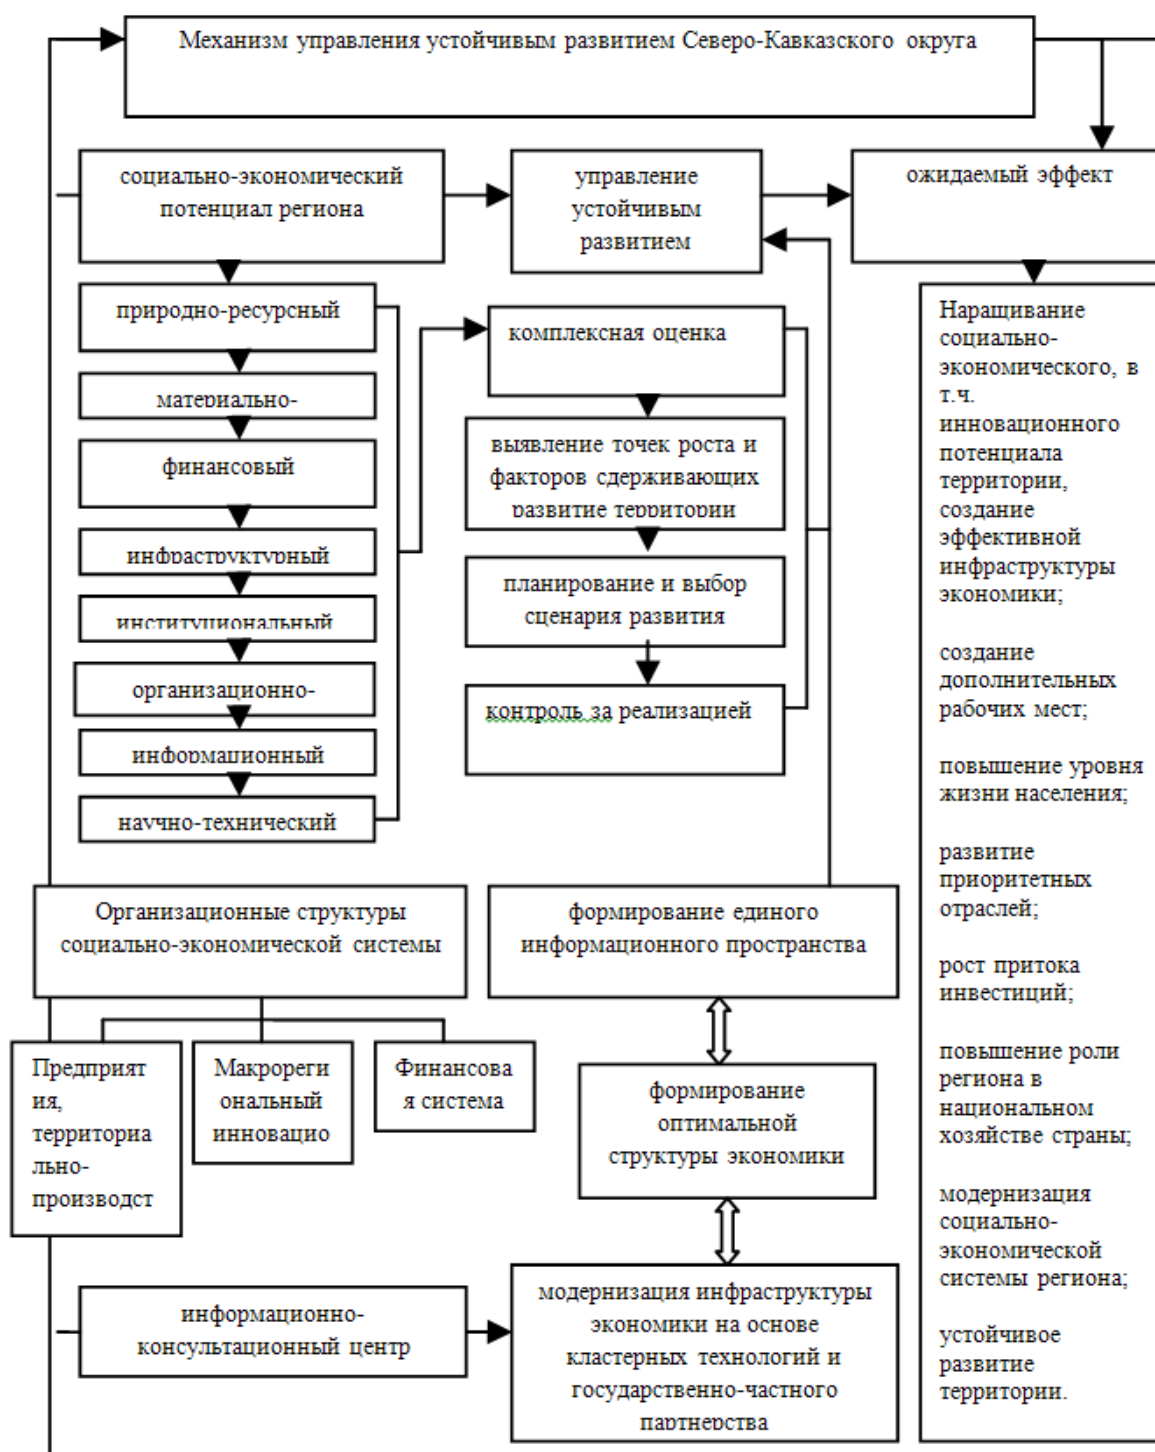 Механизм управления устойчивым развитием Северо-Кавказского округа
социально-экономический
потенциал региона
управление
устойчивым
развитием
ожидаемый эффект
природно-ресурсный
материально-
финансовый
инфраструктурный
институциональный
организационно-
информационный
научно-технический
комплексная оценка
выявление точек роста и
факторов сдерживающих
развитие территории
планирование и выбор
сценария развития
контроль за реализацией
Наращивание
социально-
экономического, в
т.ч.
инновационного
потенциала
территории,
создание
эффективной
инфраструктуры
экономики;
создание
дополнительных
рабочих мест;
повышение уровня
жизни населения;
развитие
приоритетных
отраслей;
рост притока
инвестиций;
повышение роли
региона в
национальном
хозяйстве страны;
модернизация
социально-
экономической
системы региона;
устойчивое
развитие
территории.
Организационные структуры
социально-экономической системы
Предприят
ия,
территориа
льно-
производст
Макрореги
ональный
инновацио
Финансова
я система
формирование единого
информационного пространства
формирование
оптимальной
структуры экономики
информационно-
консультационный центр
модернизация инфраструктуры
экономики на основе
кластерных технологий и
государственно-частного
партнерства